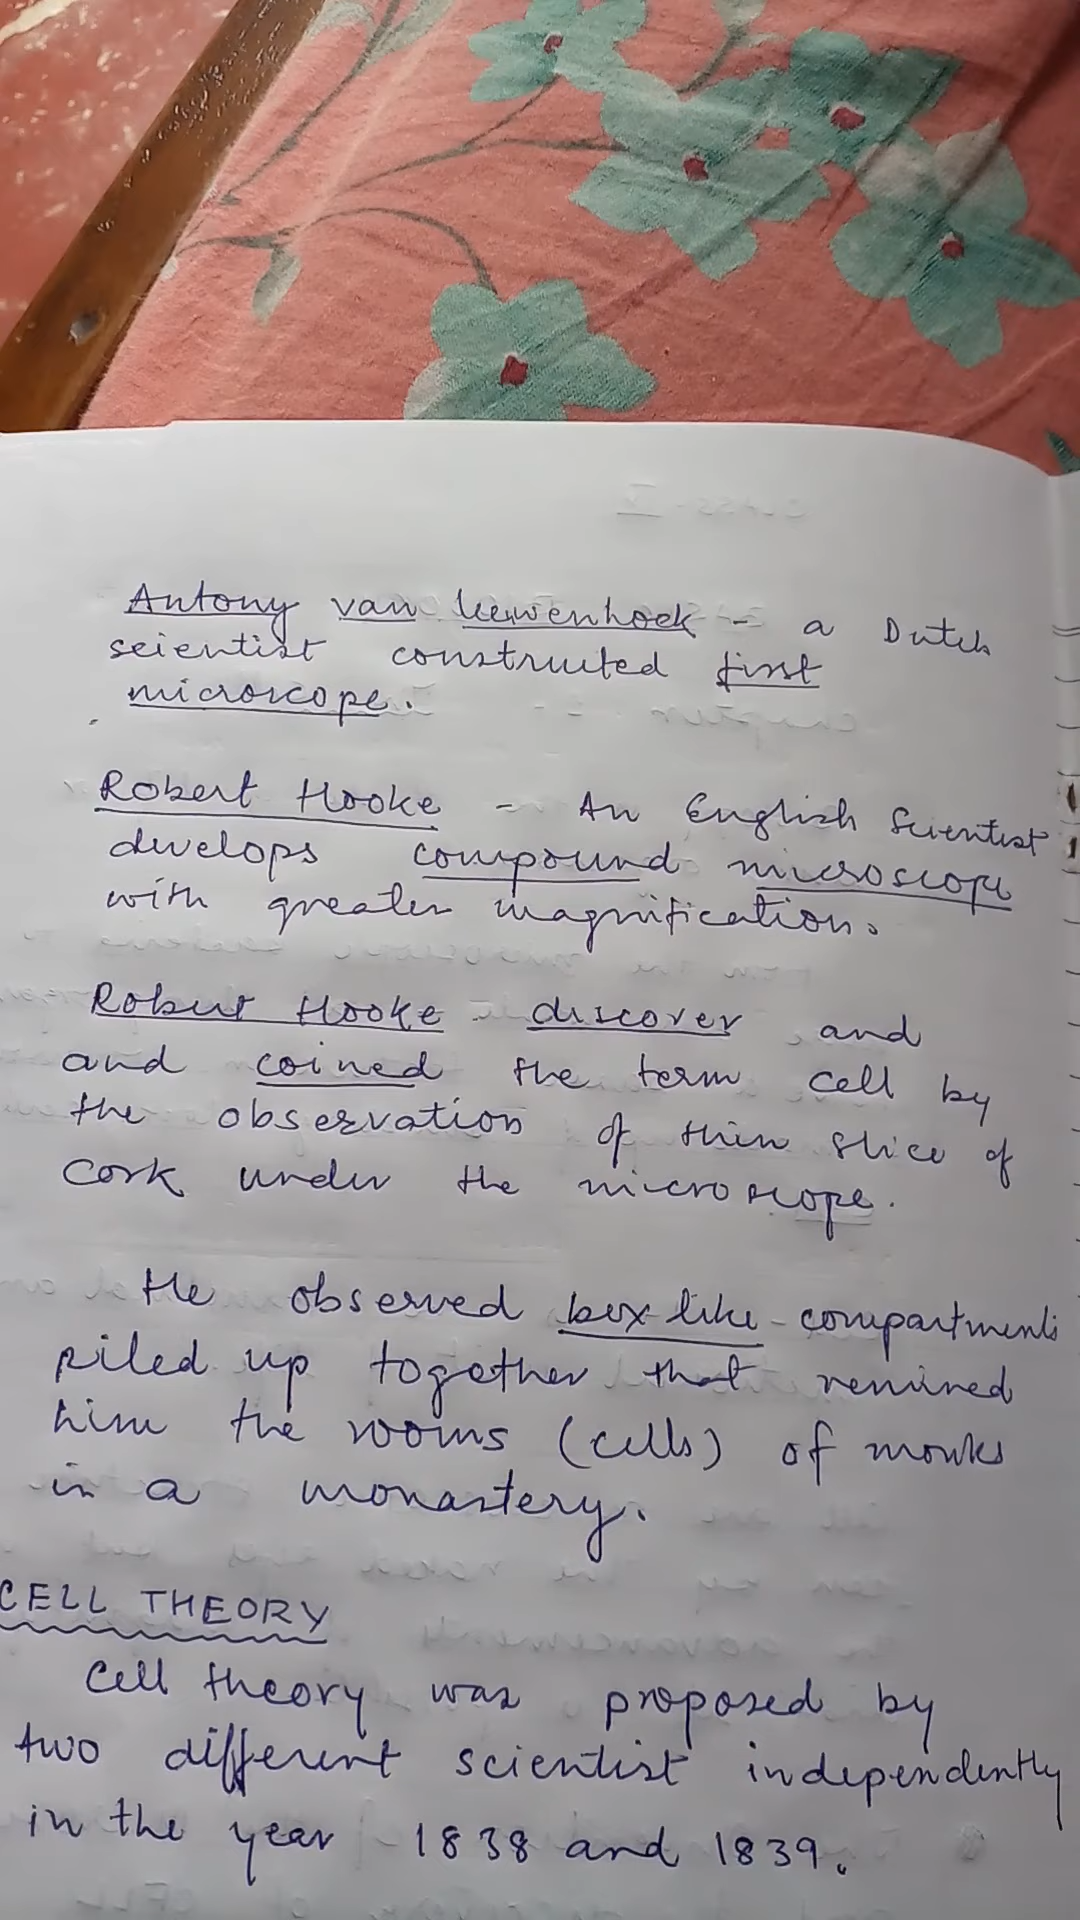 Antony van leewenhoek - a Dutch
scientist constructed first
microscope.
Robert Hooke - An English Scientist
develops compound microscope
with greater magnification.
Robert Hooke - discover and
and coined the term cell by
the observation of thin slice of
cork under the microscope.
He observed box-like compartments
piled up together that remined
him the rooms (cells) of monks
in a monastery.
CELL THEORY
Cell theory was proposed by
two different scientist independently
in the year - 1838 and 1839.